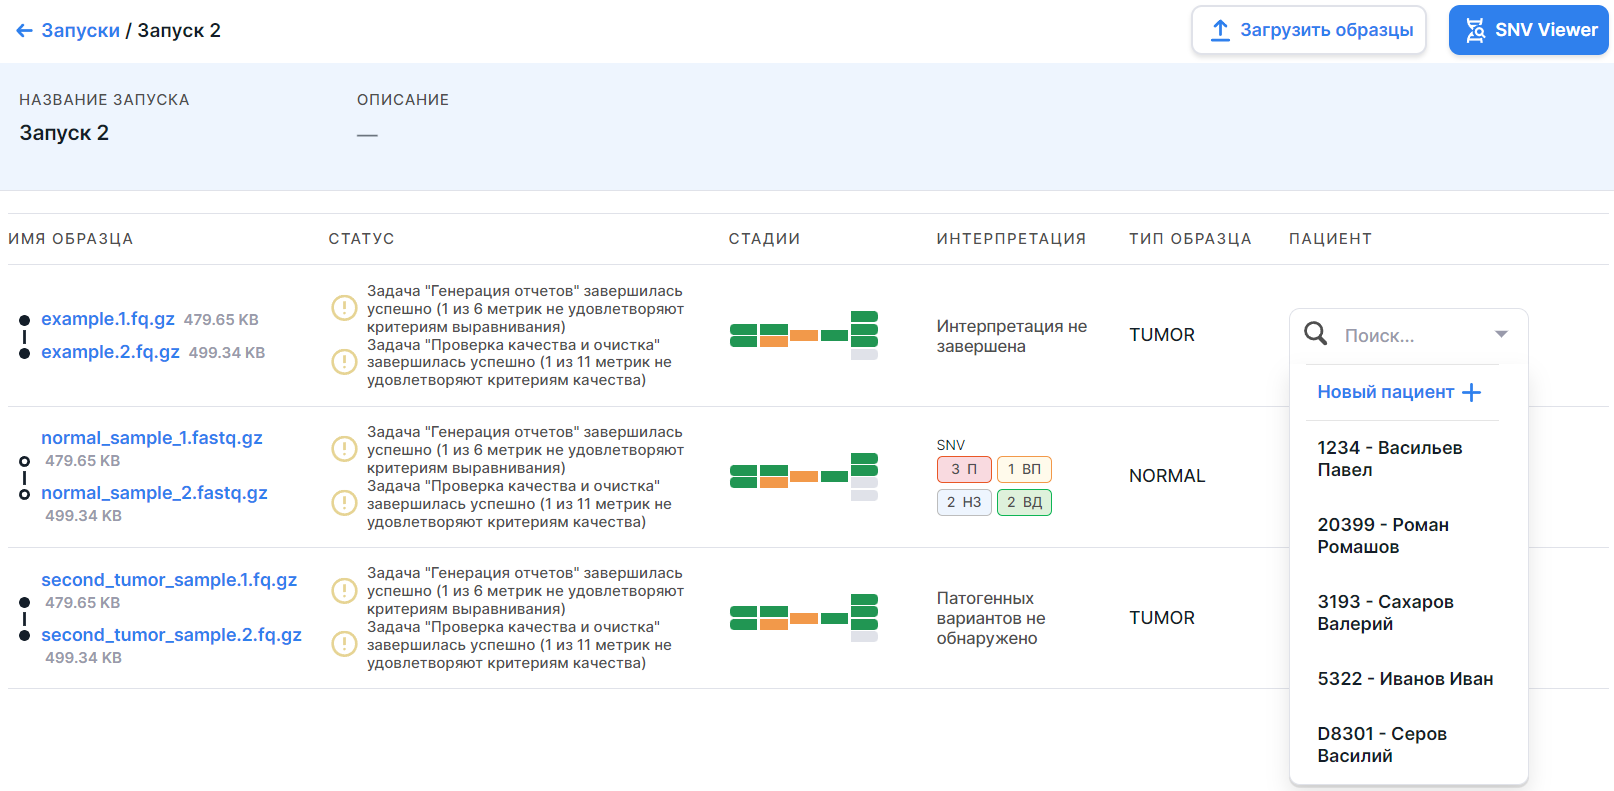 ← Запуски / Запуск 2
Загрузить образцы
SNV Viewer
НАЗВАНИЕ ЗАПУСКА
ОПИСАНИЕ
Запуск 2
—
ИМЯ ОБРАЗЦА
СТАТУС
СТАДИИ
ИНТЕРПРЕТАЦИЯ
ТИП ОБРАЗЦА
ПАЦИЕНТ
example.1.fq.gz 479.65 KB
example.2.fq.gz 499.34 KB
Задача "Генерация отчетов" завершилась
успешно (1 из 6 метрик не удовлетворяют
критериям выравнивания)
Задача "Проверка качества и очистка"
завершилась успешно (1 из 11 метрик не
удовлетворяют критериям качества)
Интерпретация не
завершена
TUMOR
normal_sample_1.fastq.gz
479.65 KB
normal_sample_2.fastq.gz
499.34 KB
Задача "Генерация отчетов" завершилась
успешно (1 из 6 метрик не удовлетворяют
критериям выравнивания)
Задача "Проверка качества и очистка"
завершилась успешно (1 из 11 метрик не
удовлетворяют критериям качества)
SNV
3 П
1 ВП
2 НЗ
2 ВД
NORMAL
second_tumor_sample.1.fq.gz
479.65 KB
second_tumor_sample.2.fq.gz
499.34 KB
Задача "Генерация отчетов" завершилась
успешно (1 из 6 метрик не удовлетворяют
критериям выравнивания)
Задача "Проверка качества и очистка"
завершилась успешно (1 из 11 метрик не
удовлетворяют критериям качества)
Патогенных
вариантов не
обнаружено
TUMOR
Поиск...
Новый пациент +
1234 - Васильев
Павел
20399 - Роман
Ромашов
3193 - Сахаров
Валерий
5322 - Иванов Иван
D8301 - Серов
Василий